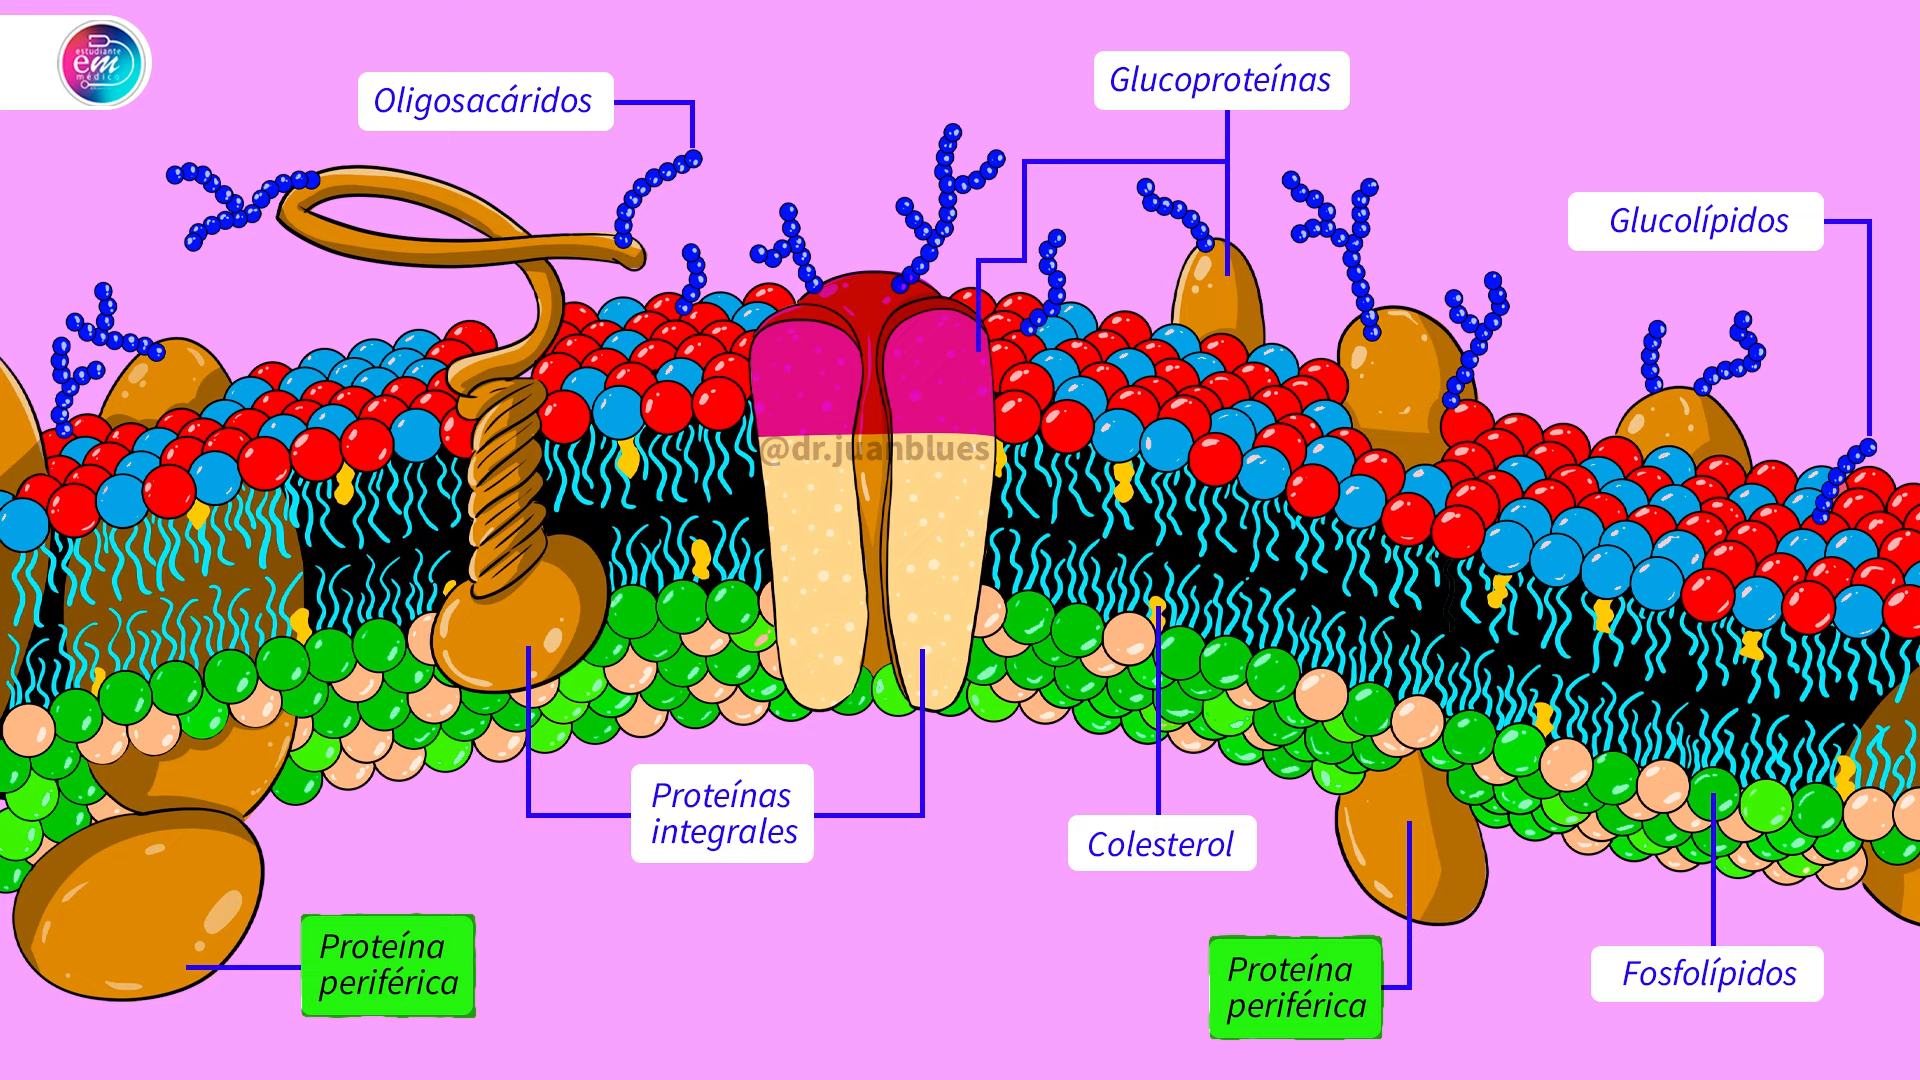 estudiante
em
médico
Oligosacáridos
Glucoproteínas
Glucolípidos
@dr.juanblues
Proteínas
integrales
Colesterol
Proteína
periférica
Proteína
periférica
Fosfolípidos